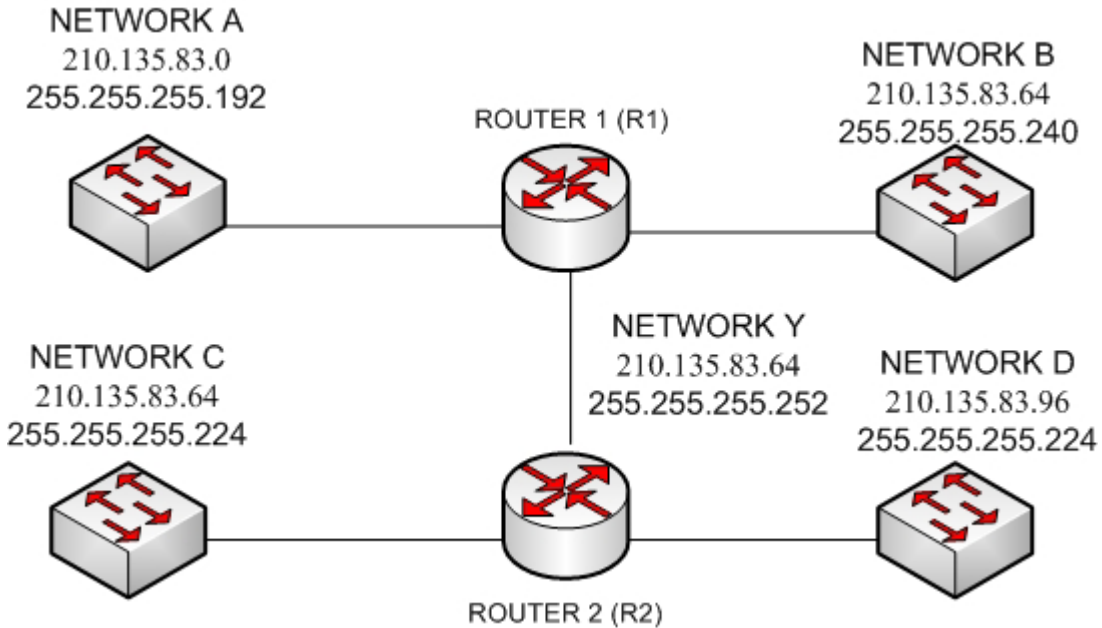 NETWORK A
210.135.83.0
255.255.255.192
NETWORK B
210.135.83.64
255.255.255.240
ROUTER 1 (R1)
NETWORK Y
210.135.83.64
255.255.255.252
NETWORK C
210.135.83.64
255.255.255.224
NETWORK D
210.135.83.96
255.255.255.224
ROUTER 2 (R2)